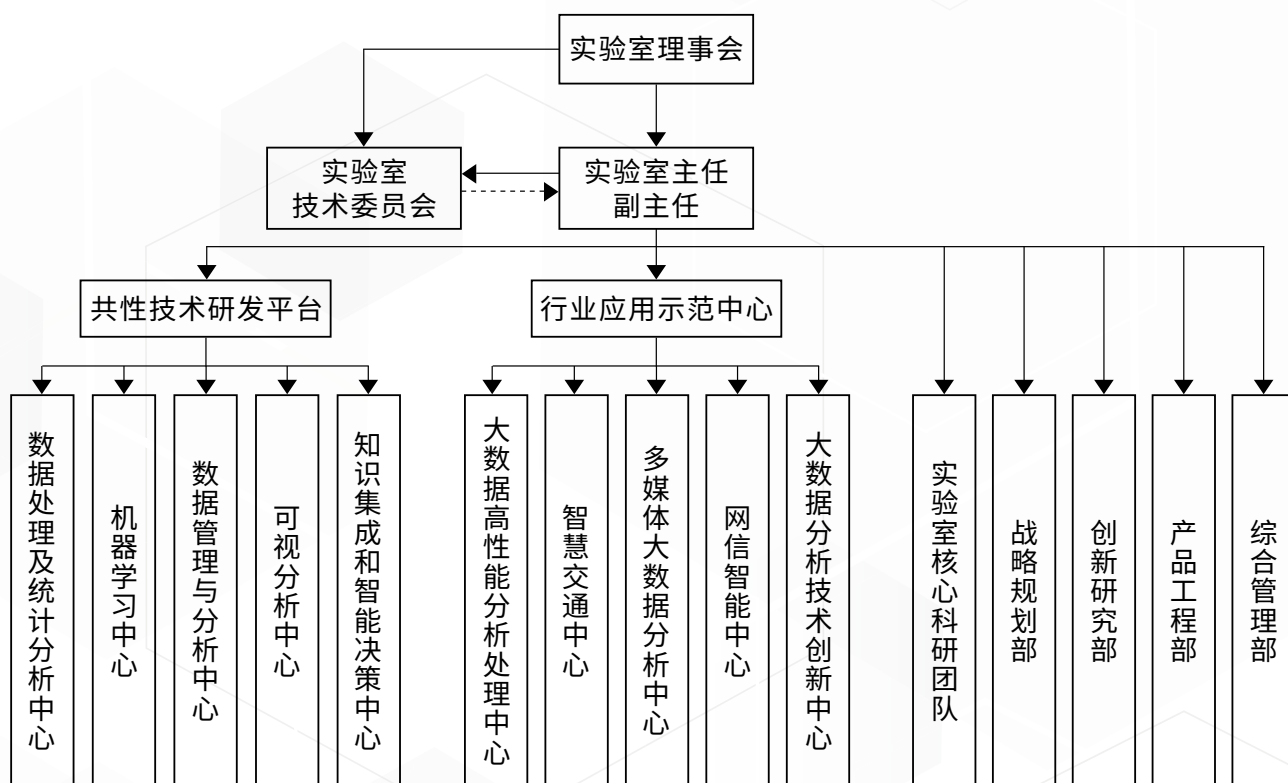 实验室理事会
实验室
技术委员会
实验室主任
副主任
共性技术研发平台
行业应用示范中心
数据处理及统计分析中心
机器学习中心
数据管理与分析中心
可视分析中心
知识集成和智能决策中心
大数据高性能分析处理中心
智慧交通中心
多媒体大数据分析中心
网信智能中心
大数据分析技术创新中心
实验室核心科研团队
战略规划部
创新研究部
产品工程部
综合管理部